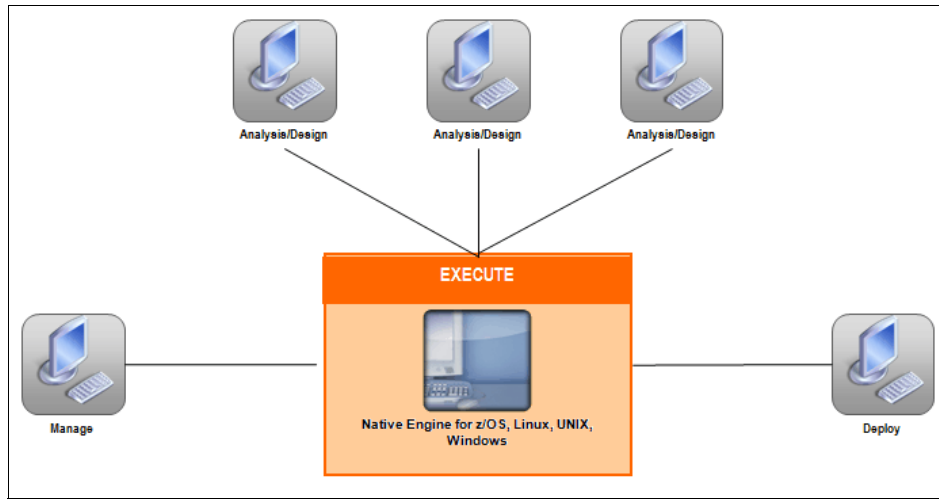 Analysis/Design
Analysis/Design
Analysis/Design
EXECUTE
Native Engine for z/OS, Linux, UNIX,
Windows
Manage
Deploy